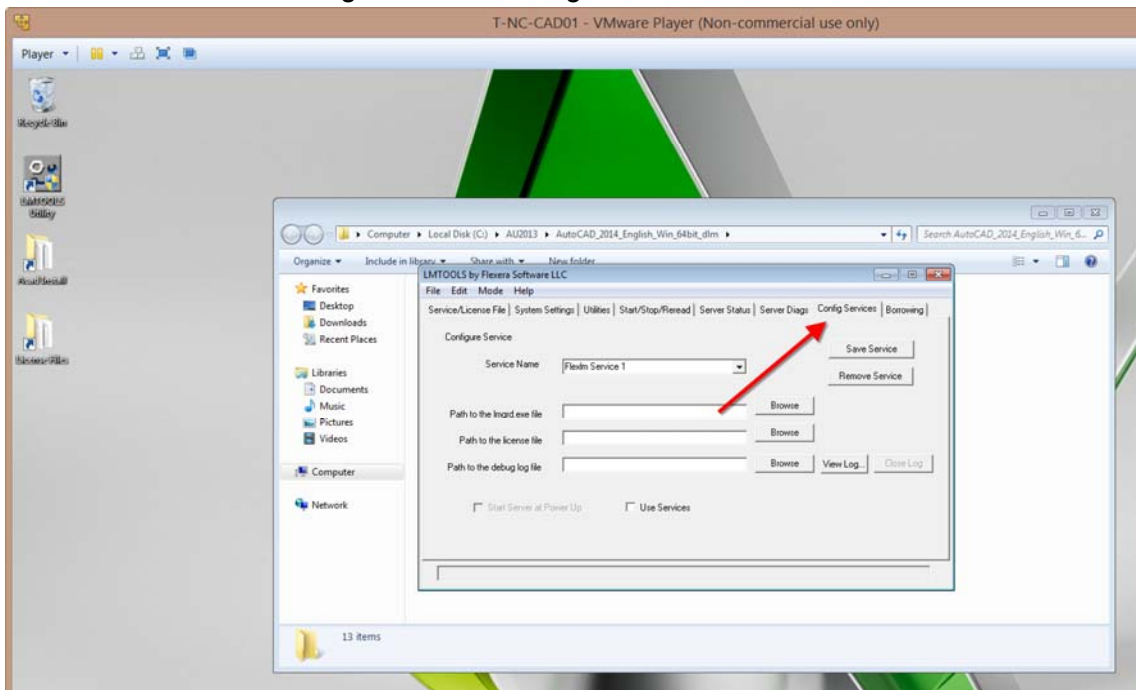 T-NC-CAD01 - VMware Player (Non-commercial use only)
Player
Recycle Bin
LMTOOLS
Utility
Computer ▸ Local Disk (C:) ▸ AU2013 ▸ AutoCAD_2014_English_Win_64bit_dlm ▸
Search AutoCAD_2014_English_Win_6...
Organize
Include in library
Share with
New folder
Favorites
Desktop
Downloads
Recent Places
Libraries
Documents
Music
Pictures
Videos
Computer
Network
13 items
LMTOOLS by Flexera Software LLC
File Edit Mode Help
Service/License File | System Settings | Utilities | Start/Stop/Reread | Server Status | Server Diags | Config Services | Borrowing
Configure Service
Save Service
Service Name
Flexlm Service 1
Remove Service
Path to the lmgrd.exe file
Browse
Path to the license file
Browse
Path to the debug log file
Browse
View Log...
Close Log
Start Server at Power Up
Use Services